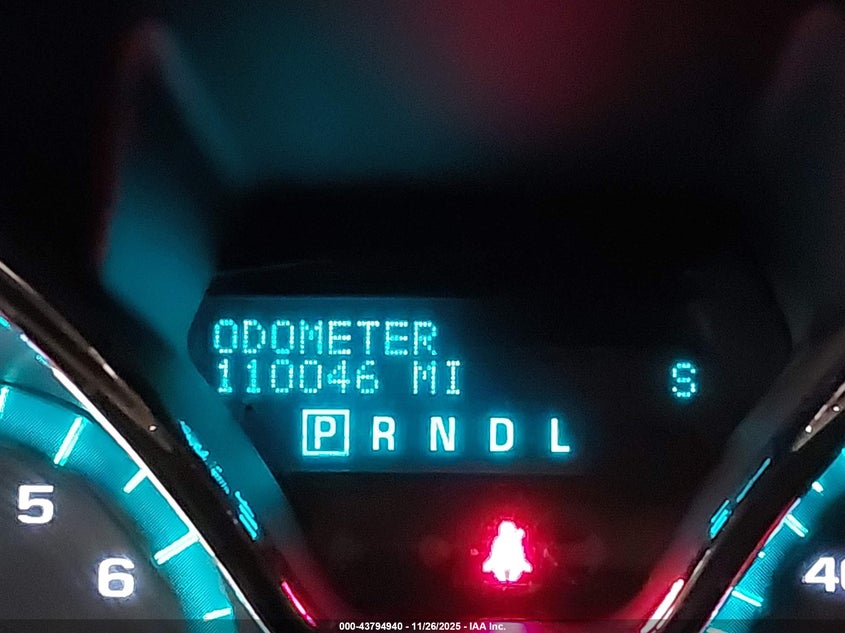 ODOMETER
110046 MI S
P R N D L
5
6
40
000-43794940 - 11/26/2025 - IAA Inc.